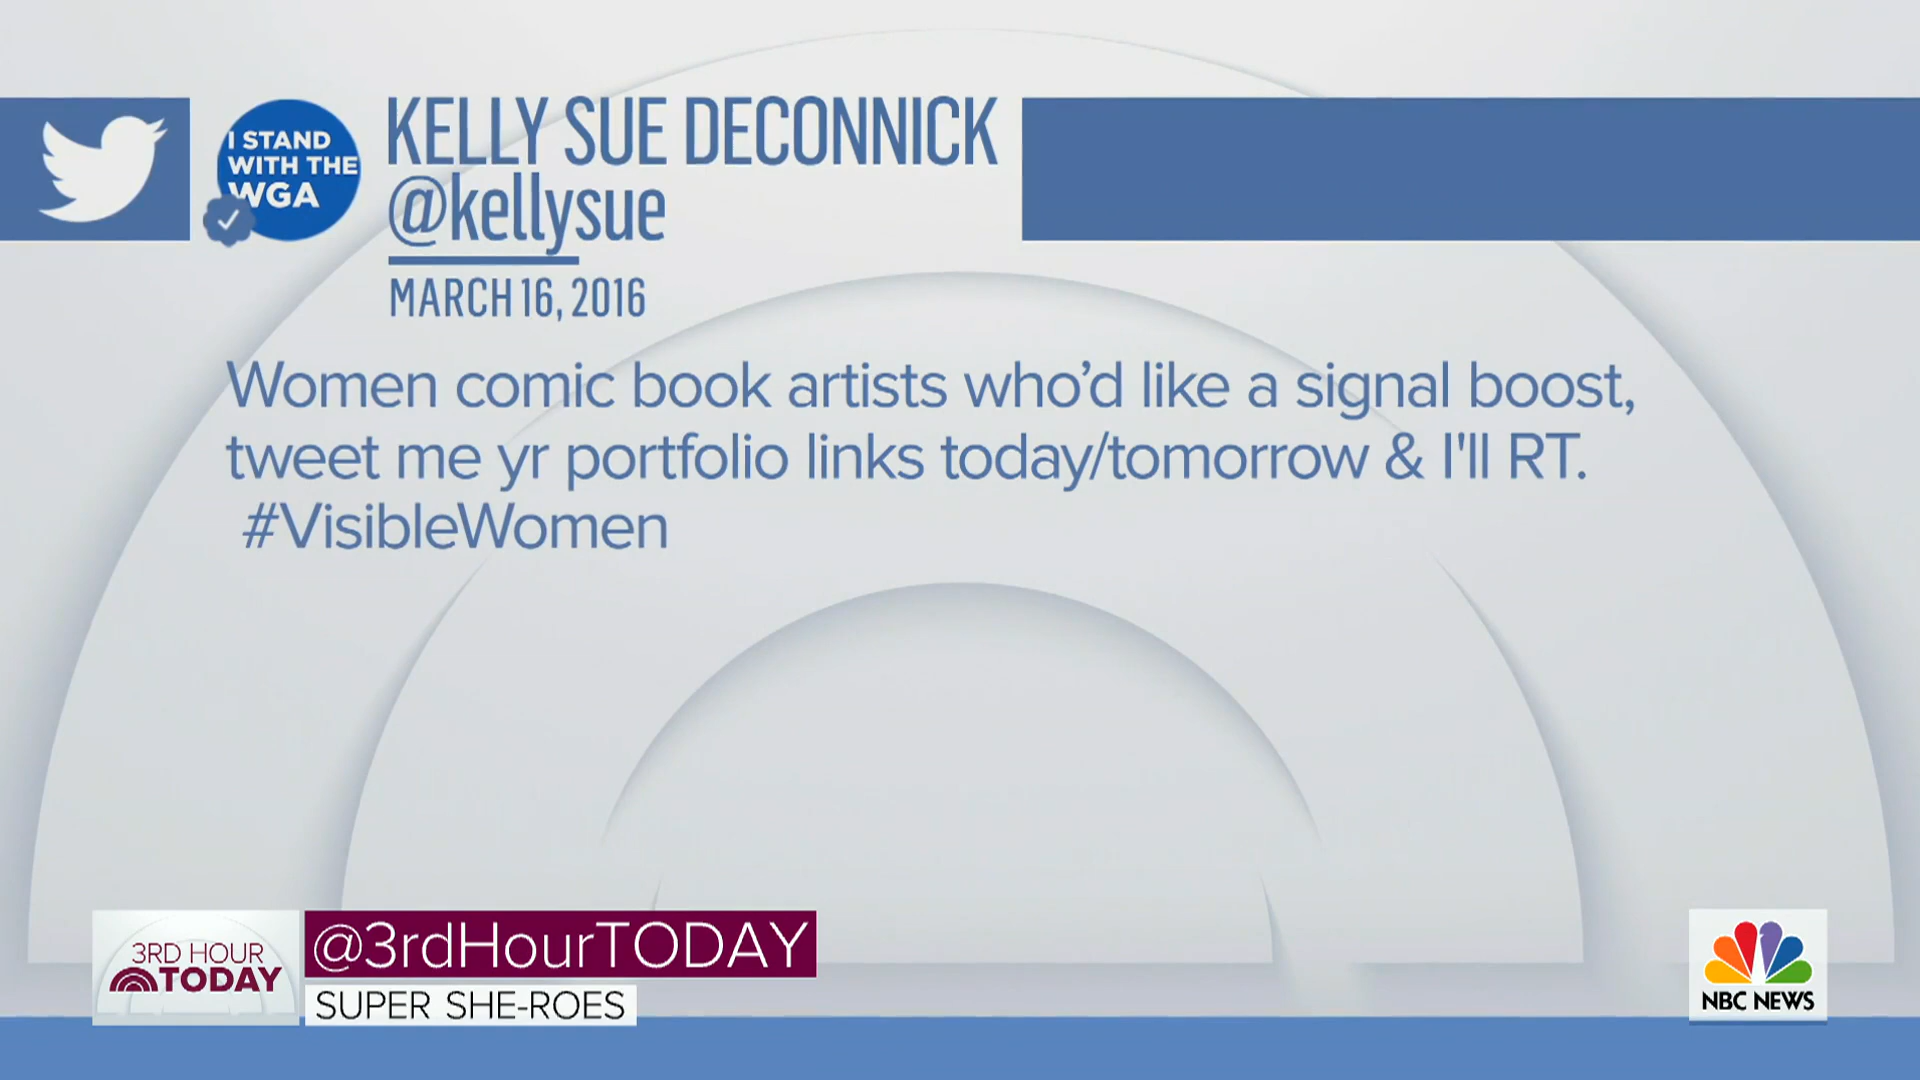 I STAND
WITH THE
WGA
KELLY SUE DECONNICK
@kellysue
MARCH 16, 2016
Women comic book artists who’d like a signal boost,
tweet me yr portfolio links today/tomorrow & I'll RT.
#VisibleWomen
3RD HOUR
TODAY
@3rdHourTODAY
SUPER SHE-ROES
NBC NEWS